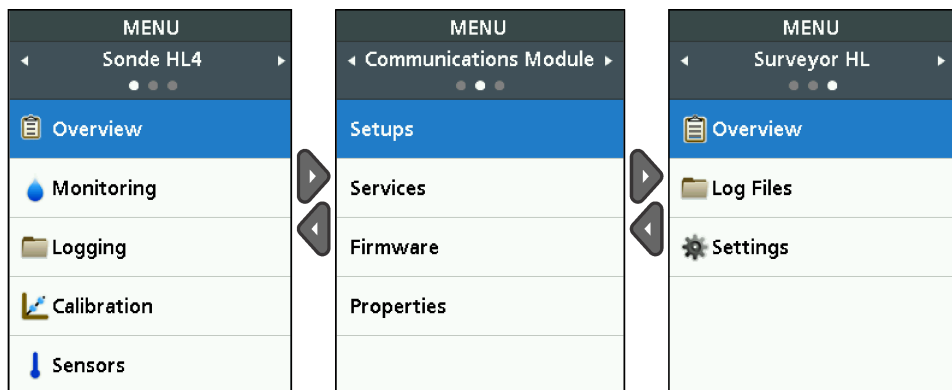 MENU
Sonde HL4
Overview
Monitoring
Logging
Calibration
Sensors
MENU
Communications Module
Setups
Services
Firmware
Properties
MENU
Surveyor HL
Overview
Log Files
Settings